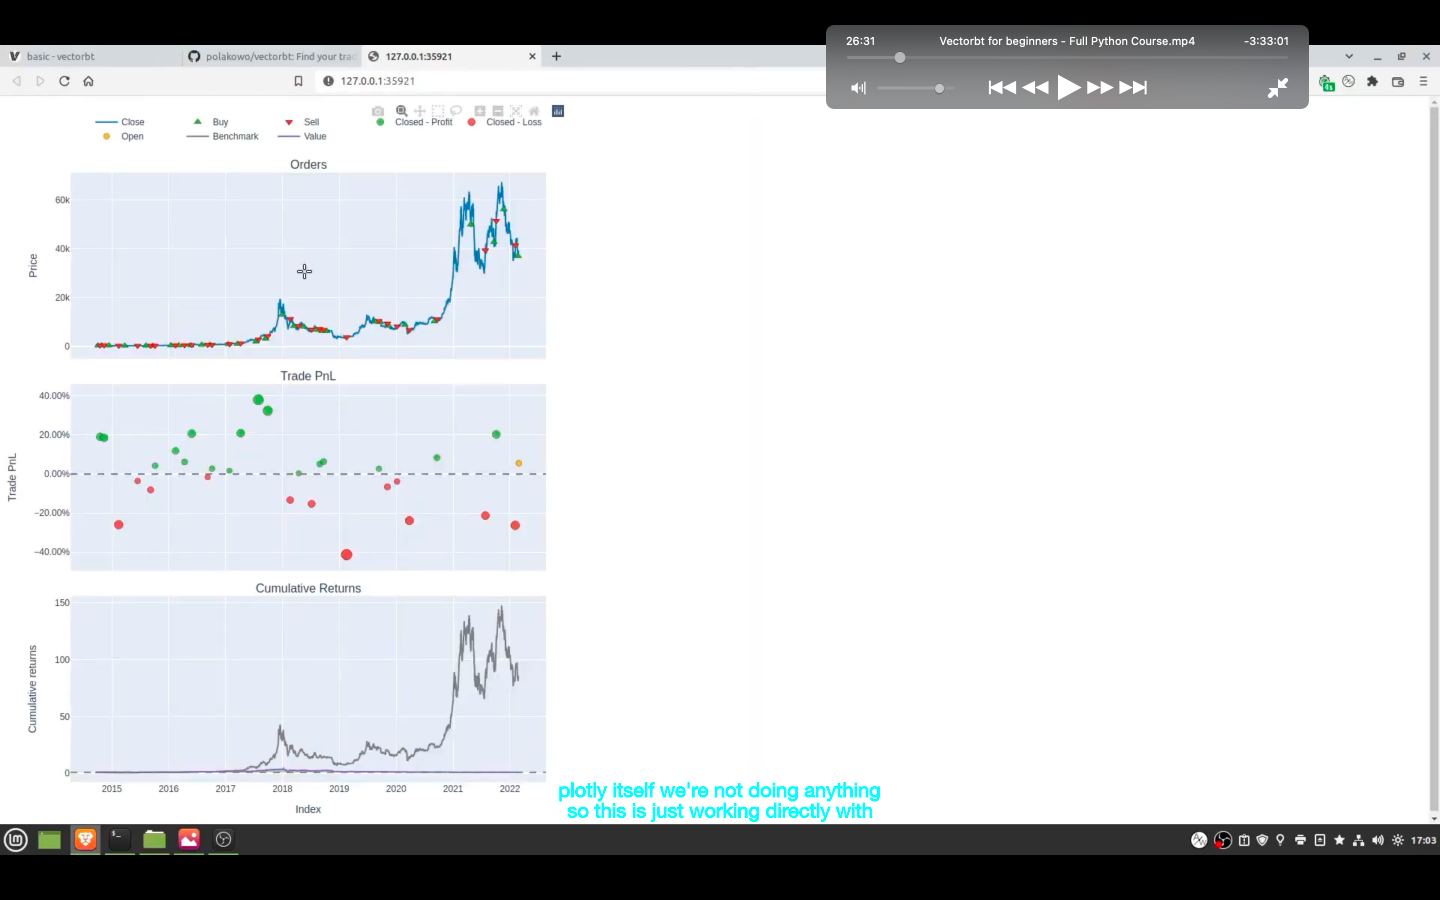 26:31
Vectorbt for beginners - Full Python Course.mp4
-3:33:01
basic - vectorbt
polakowo/vectorbt: Find your tra
127.0.0.1:35921
127.0.0.1:35921
Close
Buy
Sell
Closed - Profit
Closed - Loss
Open
Benchmark
Value
Orders
60k
40k
20k
0
Price
Trade PnL
40.00%
20.00%
0.00%
−20.00%
−40.00%
Trade PnL
Cumulative Returns
150
100
50
0
Cumulative returns
2015
2016
2017
2018
2019
2020
2021
2022
Index
plotly itself we're not doing anything
so this is just working directly with
17:03